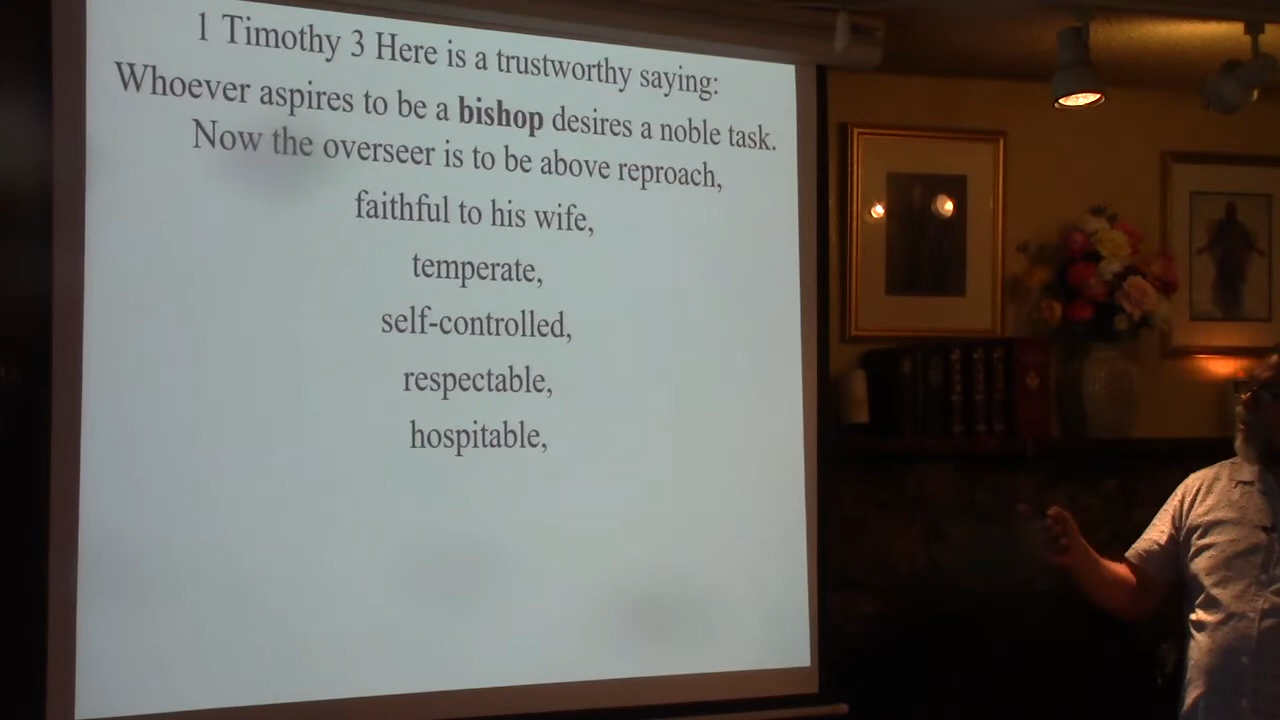 1 Timothy 3 Here is a trustworthy saying:
Whoever aspires to be a bishop desires a noble task.
Now the overseer is to be above reproach,
faithful to his wife,
temperate,
self-controlled,
respectable,
hospitable,